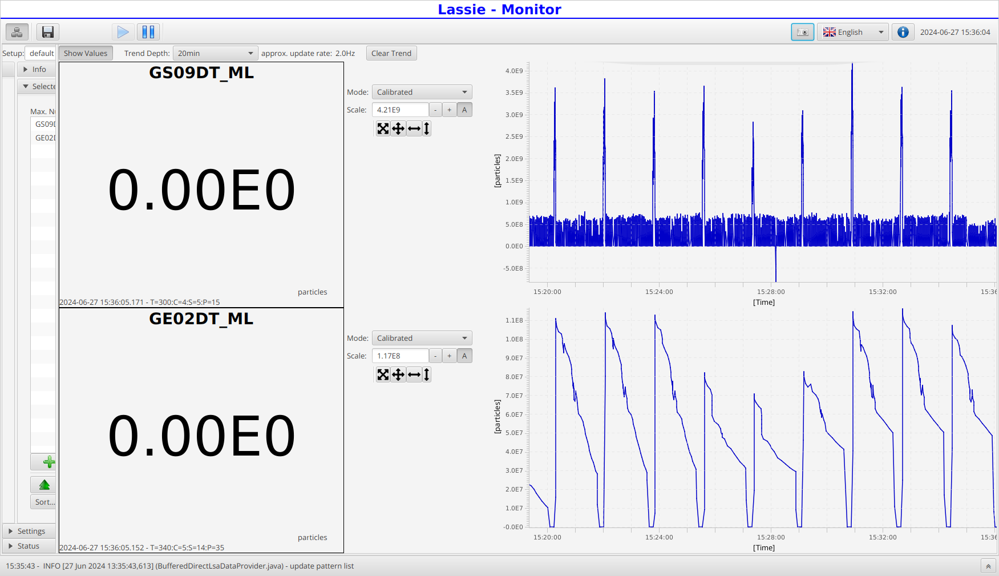 Lassie - Monitor
English
2024-06-27 15:36:04
Setup: default
Show Values
Trend Depth: 20min
approx. update rate: 2.0Hz
Clear Trend
Info
Selecte
Max. Nu
GS09D
GE02D
Sort...
Settings
Status
GS09DT_ML
0.00E0
particles
2024-06-27 15:36:05.171 - T=300:C=4:S=5:P=15
Mode: Calibrated
Scale: 4.21E9 - + A
[particles]
4.0E9
3.5E9
3.0E9
2.5E9
2.0E9
1.5E9
1.0E9
5.0E8
0.0E0
-5.0E8
15:20:00 15:24:00 15:28:00 15:32:00 15:36
[Time]
GE02DT_ML
0.00E0
particles
2024-06-27 15:36:05.152 - T=340:C=5:S=14:P=35
Mode: Calibrated
Scale: 1.17E8 - + A
[particles]
1.1E8
1.0E8
9.0E7
8.0E7
7.0E7
6.0E7
5.0E7
4.0E7
3.0E7
2.0E7
1.0E7
-0.0E0
15:20:00 15:24:00 15:28:00 15:32:00 15:36
[Time]
15:35:43 - INFO [27 Jun 2024 13:35:43,613] (BufferedDirectLsaDataProvider.java) - update pattern list